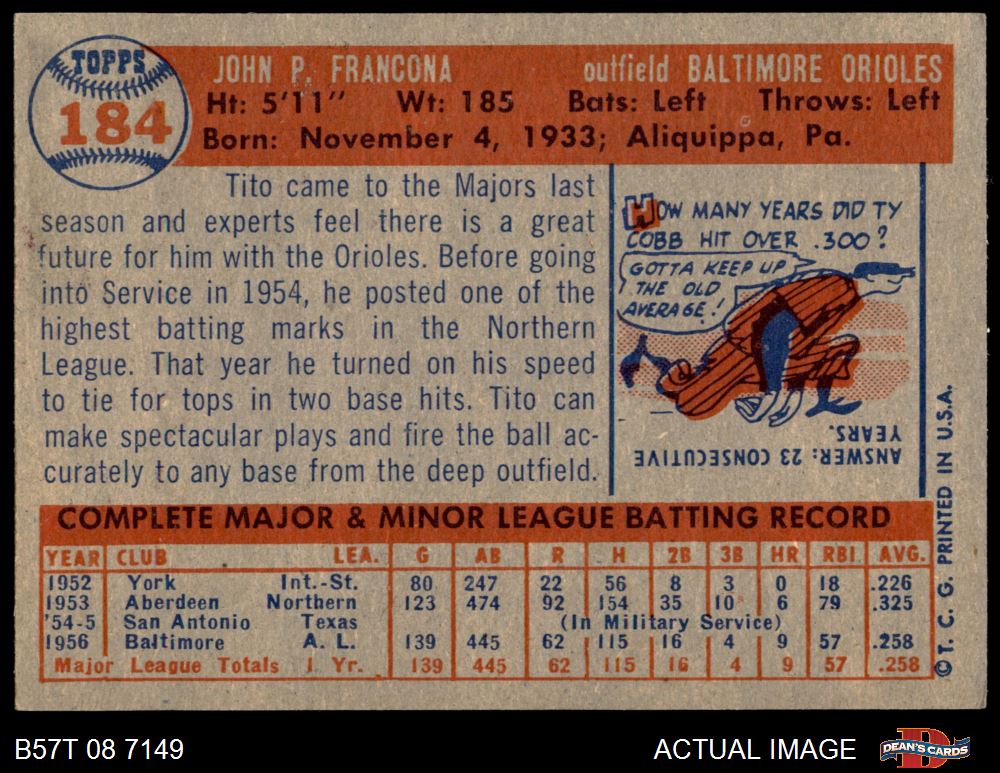 TOPPS
184
JOHN P. FRANCONA outfield BALTIMORE ORIOLES
Ht: 5'11" Wt: 185 Bats: Left Throws: Left
Born: November 4, 1933; Aliquippa, Pa.
Tito came to the Majors last
season and experts feel there is a great
future for him with the Orioles. Before going
into Service in 1954, he posted one of the
highest batting marks in the Northern
League. That year he turned on his speed
to tie for tops in two base hits. Tito can
make spectacular plays and fire the ball ac-
curately to any base from the deep outfield.
HOW MANY YEARS DID TY
COBB HIT OVER .300?
GOTTA KEEP UP
THE OLD
AVERAGE!
ANSWER: 23 CONSECUTIVE
YEARS.
COMPLETE MAJOR & MINOR LEAGUE BATTING RECORD
YEAR CLUB LEA. G AB R H 2B 3B HR RBI AVG.
1952 York Int.-St. 80 247 22 56 8 3 0 18 .226
1953 Aberdeen Northern 123 474 92 154 35 10 6 79 .325
'54-5 San Antonio Texas (In Military Service)
1956 Baltimore A. L. 139 445 62 115 16 4 9 57 .258
Major League Totals 1 Yr. 139 445 62 115 16 4 9 57 .258
©T. C. G. PRINTED IN U.S.A.
B57T 08 7149 ACTUAL IMAGE
DEAN'S CARDS